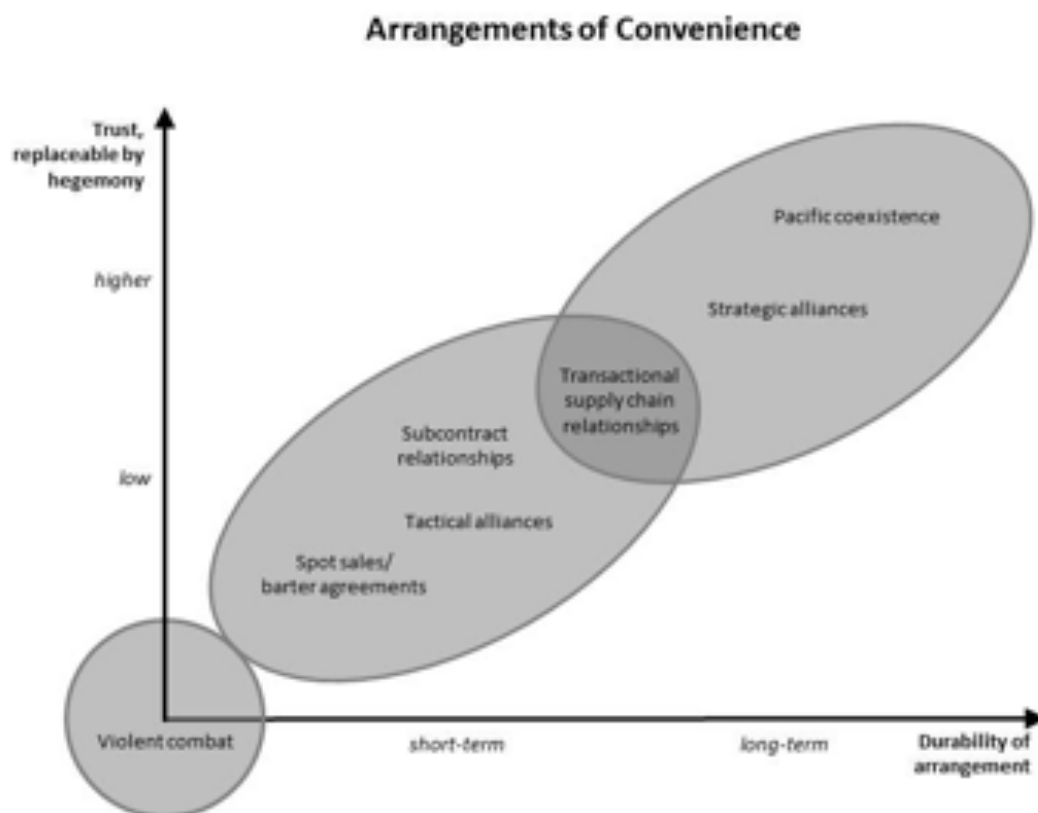 Arrangements of Convenience
Trust,
replaceable by
hegemony
higher
low
Pacific coexistence
Strategic alliances
Transactional
supply chain
relationships
Subcontract
relationships
Tactical alliances
Spot sales/
barter agreements
Violent combat
short-term
long-term
Durability of
arrangement